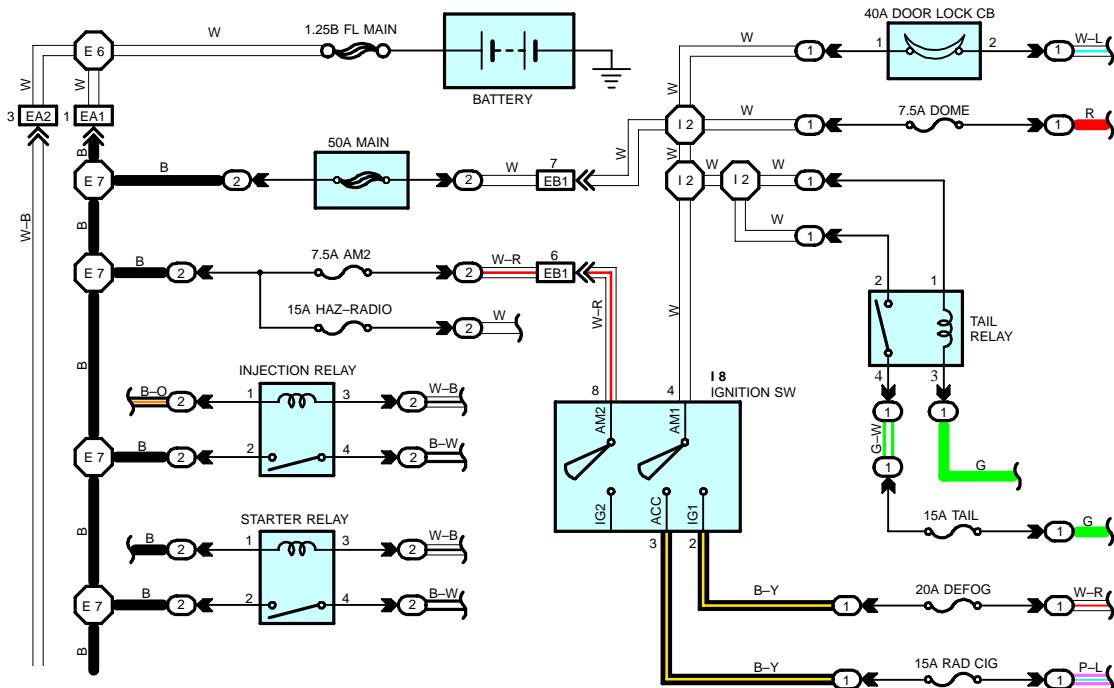 40A DOOR LOCK CB
1.25B FL MAIN
W
E 6
W
1
1
2
1
W–L
W
W
W
BATTERY
7.5A DOME
3 EA2
1 EA1
I 2
W
1
1
R
B
50A MAIN
7
W
W
E 7
B
2
2
W
EB1
I 2
W
I 2
W
1
W–B
B
W
1
7.5A AM2
W–R
6
E 7
B
2
2
EB1
2
1
15A HAZ–RADIO
W
2
W–R
W
TAIL
RELAY
B
INJECTION RELAY
I 8
IGNITION SW
4
3
B–O
2
1
3
2
W–B
8
4
1
1
AM2
AM1
G–W
E 7
B
2
2
4
2
B–W
1
G
IG2
ACC
IG1
B
STARTER RELAY
15A TAIL
1
G
B
2
1
3
2
W–B
3
2
E 7
B
2
2
4
2
B–W
B–Y
1
20A DEFOG
1
W–R
B
B–Y
1
15A RAD CIG
1
P–L